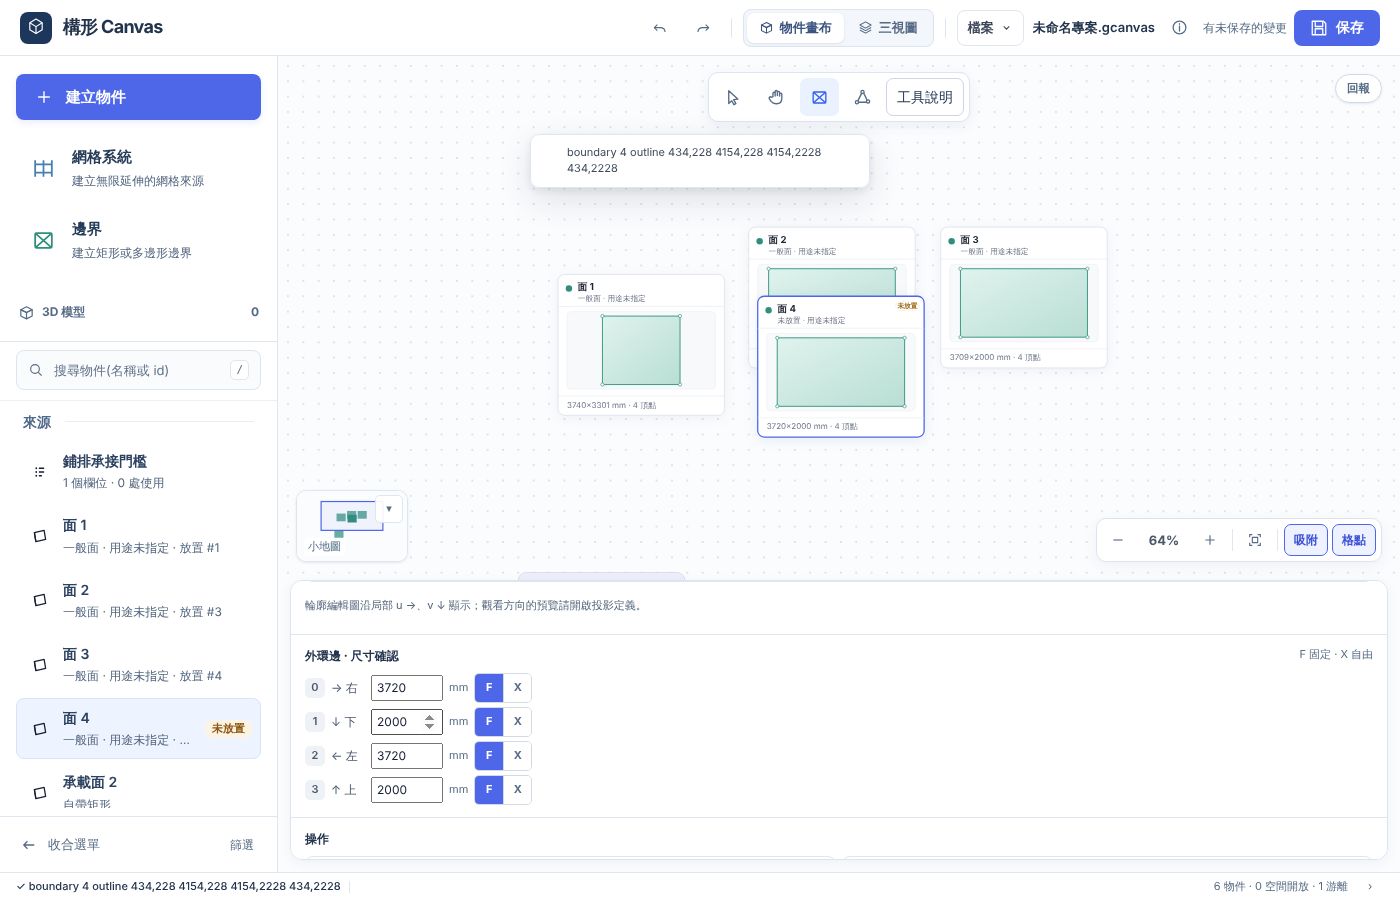 構形 Canvas
物件畫布
三視圖
檔案
未命名專案.gcanvas
有未保存的變更
保存
建立物件
網格系統
建立無限延伸的網格來源
邊界
建立矩形或多邊形邊界
3D 模型
0
搜尋物件(名稱或 id)
/
來源
鋪排承接門檻
1 個欄位 · 0 處使用
面 1
一般面 · 用途未指定 · 放置 #1
面 2
一般面 · 用途未指定 · 放置 #3
面 3
一般面 · 用途未指定 · 放置 #4
面 4
一般面 · 用途未指定 · ...
未放置
承載面 2
自帶矩形
收合選單
篩選
工具說明
回報
boundary 4 outline 434,228 4154,228 4154,2228
434,2228
面 1
一般面 · 用途未指定
3740×3301 mm · 4 頂點
面 2
一般面 · 用途未指定
面 3
一般面 · 用途未指定
3709×2000 mm · 4 頂點
面 4
未放置
未放置 · 用途未指定
3720×2000 mm · 4 頂點
小地圖
64%
吸附
格點
輪廓編輯圖沿局部 u →、v ↓ 顯示；觀看方向的預覽請開啟投影定義。
外環邊 · 尺寸確認
F 固定 · X 自由
0 → 右 3720 mm F X
1 ↓ 下 2000 mm F X
2 ← 左 3720 mm F X
3 ↑ 上 2000 mm F X
操作
✓ boundary 4 outline 434,228 4154,228 4154,2228 434,2228
6 物件 · 0 空間開放 · 1 游離